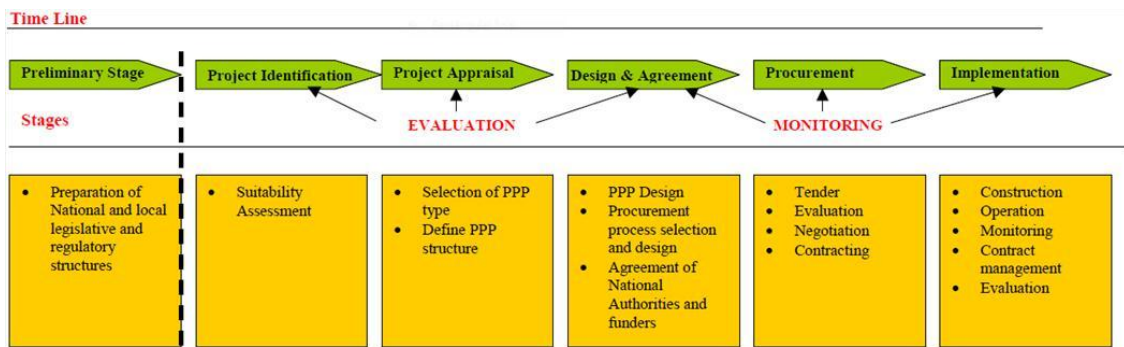 Time Line
Preliminary Stage
Project Identification
Project Appraisal
Design & Agreement
Procurement
Implementation
Stages
EVALUATION
MONITORING
• Preparation of
National and local
legislative and
regulatory
structures
• Suitability
Assessment
• Selection of PPP
type
• Define PPP
structure
• PPP Design
• Procurement
process selection
and design
• Agreement of
National
Authorities and
funders
• Tender
• Evaluation
• Negotiation
• Contracting
• Construction
• Operation
• Monitoring
• Contract
management
• Evaluation